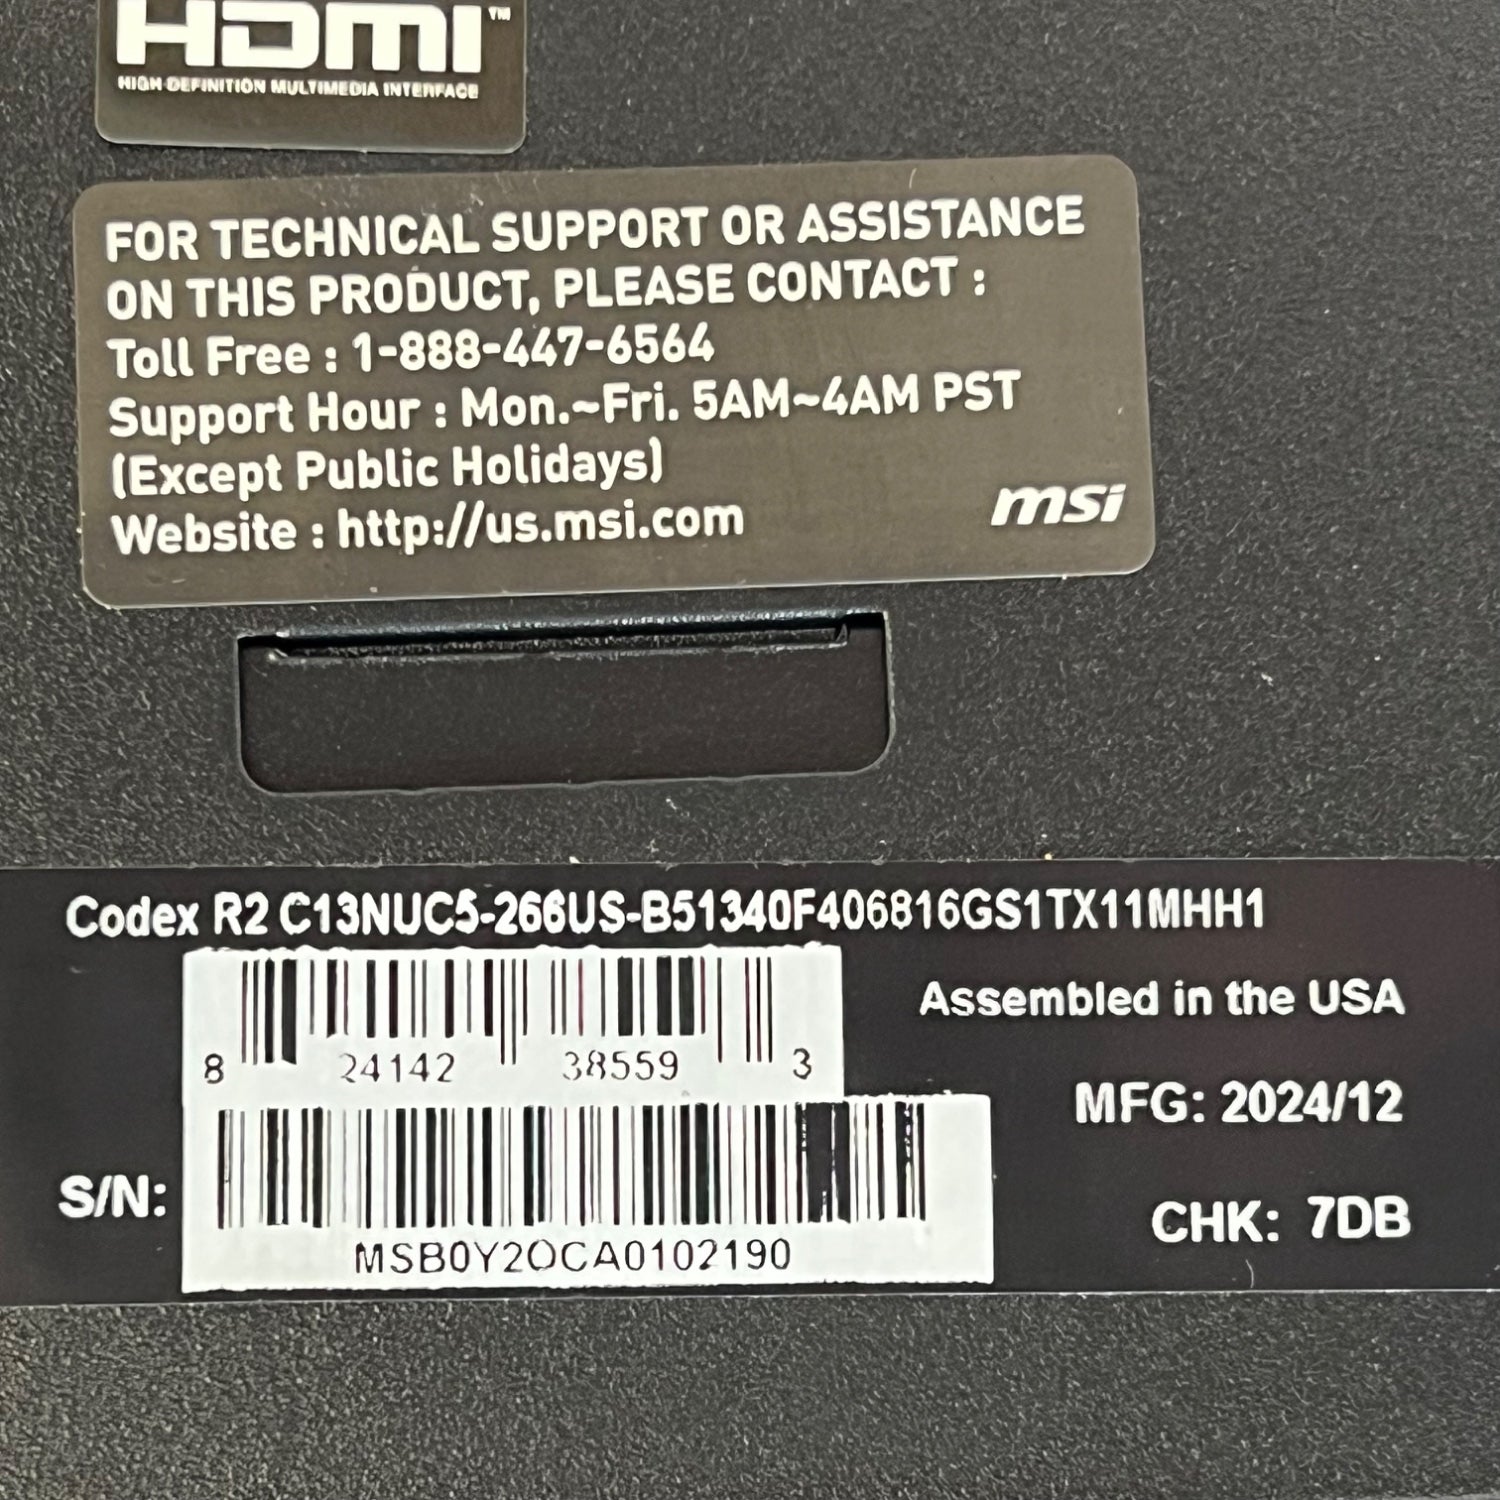 HDMI™
HIGH-DEFINITION MULTIMEDIA INTERFACE
FOR TECHNICAL SUPPORT OR ASSISTANCE
ON THIS PRODUCT, PLEASE CONTACT :
Toll Free : 1-888-447-6564
Support Hour : Mon.~Fri. 5AM~4AM PST
(Except Public Holidays)
Website : http://us.msi.com
msi
Codex R2 C13NUC5-266US-B51340F406816GS1TX11MHH1
8 24142 38559 3
Assembled in the USA
MFG: 2024/12
S/N:
MSB0Y2OCA0102190
CHK: 7DB